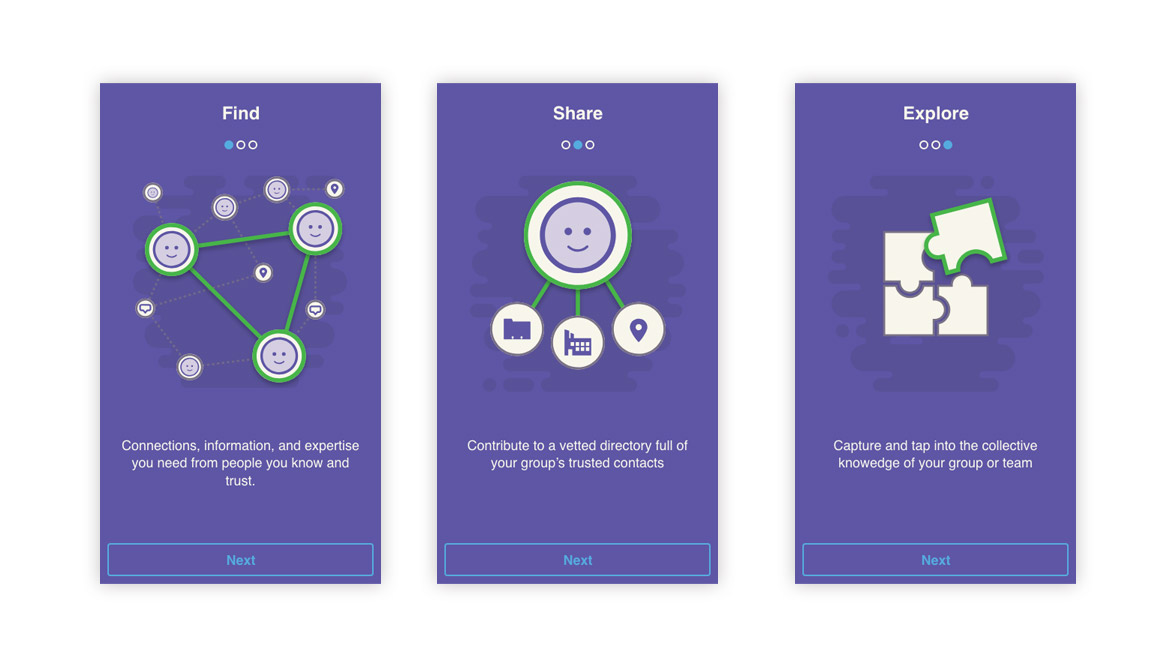 Find
Connections, information, and expertise
you need from people you know and
trust.
Next
Share
Contribute to a vetted directory full of
your group’s trusted contacts
Next
Explore
Capture and tap into the collective
knowedge of your group or team
Next